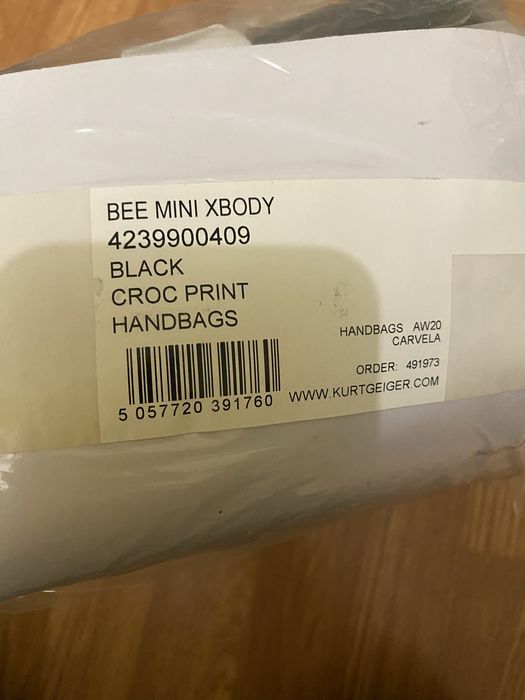 BEE MINI XBODY
4239900409
BLACK
CROC PRINT
HANDBAGS
HANDBAGS AW20
CARVELA
ORDER: 491973
WWW.KURTGEIGER.COM
5 057720 391760